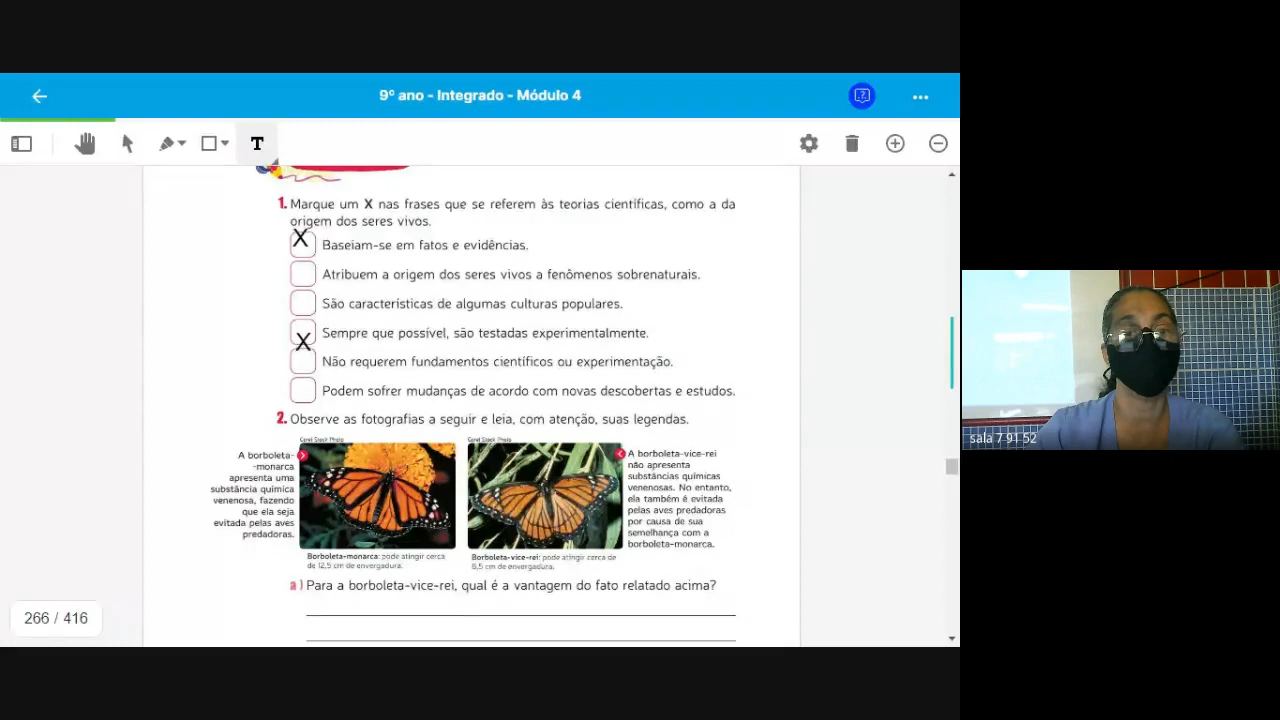 9º ano - Integrado - Módulo 4
T
1. Marque um X nas frases que se referem às teorias científicas, como a da
origem dos seres vivos.
X Baseiam-se em fatos e evidências.
Atribuem a origem dos seres vivos a fenômenos sobrenaturais.
São características de algumas culturas populares.
Sempre que possível, são testadas experimentalmente.
X
Não requerem fundamentos científicos ou experimentação.
Podem sofrer mudanças de acordo com novas descobertas e estudos.
2. Observe as fotografias a seguir e leia, com atenção, suas legendas.
Corel Stock Photo
Corel Stock Photo
A borboleta-
-monarca
apresenta uma
substância química
venenosa, fazendo
que ela seja
evitada pelas aves
predadoras.
A borboleta-vice-rei
não apresenta
substâncias químicas
venenosas. No entanto,
ela também é evitada
pelas aves predadoras
por causa de sua
semelhança com a
borboleta-monarca.
Borboleta-monarca: pode atingir cerca
de 12,5 cm de envergadura.
Borboleta-vice-rei: pode atingir cerca de
8,5 cm de envergadura.
a) Para a borboleta-vice-rei, qual é a vantagem do fato relatado acima?
266 / 416
sala 7 91 52